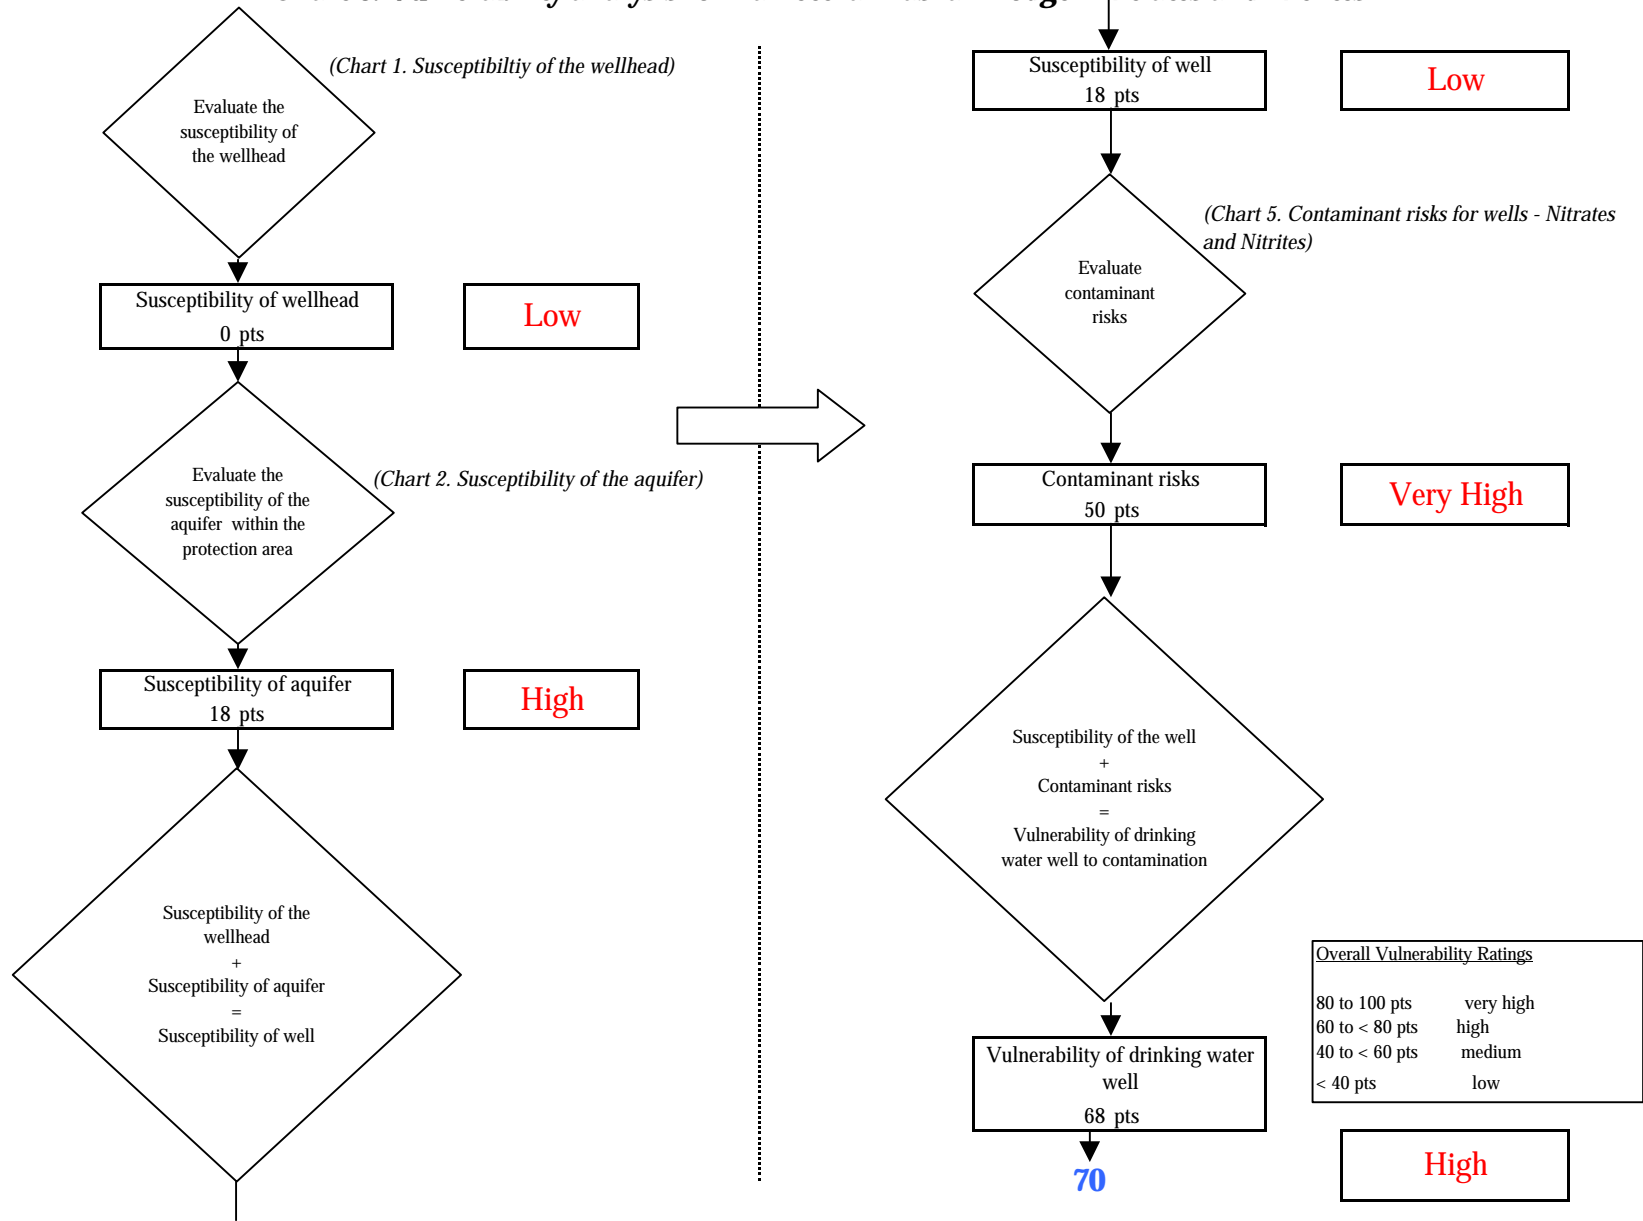 (Chart 1. Susceptibiltiy of the wellhead)
Evaluate the
susceptibility of
the wellhead
Susceptibility of wellhead
0 pts
Low
Evaluate the
susceptibility of the
aquifer within the
protection area
(Chart 2. Susceptibility of the aquifer)
Susceptibility of aquifer
18 pts
High
Susceptibility of the
wellhead
+
Susceptibility of aquifer
=
Susceptibility of well
Susceptibility of well
18 pts
Low
(Chart 5. Contaminant risks for wells - Nitrates
and Nitrites)
Evaluate
contaminant
risks
Contaminant risks
50 pts
Very High
Susceptibility of the well
+
Contaminant risks
=
Vulnerability of drinking
water well to contamination
Overall Vulnerability Ratings
80 to 100 pts very high
60 to < 80 pts high
40 to < 60 pts medium
< 40 pts low
Vulnerability of drinking water
well
68 pts
70
High